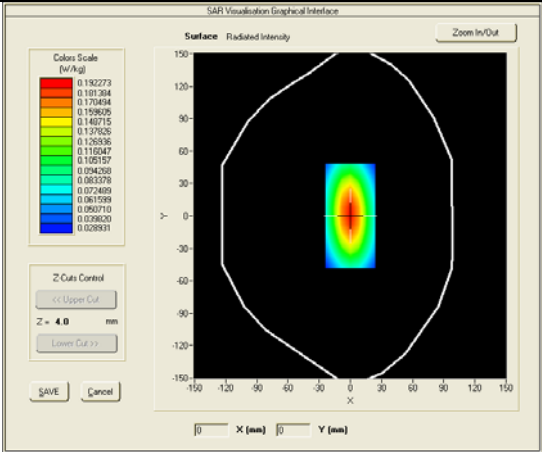 SAR Visualisation Graphical Interface
Surface Radiated Intensity
Zoom In/Out
Colors Scale
(W/kg)
0.192273
0.181384
0.170494
0.159605
0.148715
0.137826
0.126936
0.116047
0.105157
0.094268
0.083378
0.072489
0.061599
0.050710
0.039820
0.028931
Z-Cuts Control
<< Upper Cut
Z = 4.0 mm
Lower Cut >>
SAVE Cancel
150-
120-
90-
60-
30-
Y 0-
-30-
-60-
-90-
-120-
-150-
-150 -120 -90 -60 -30 0 30 60 90 120 150
X
0 X (mm) 0 Y (mm)